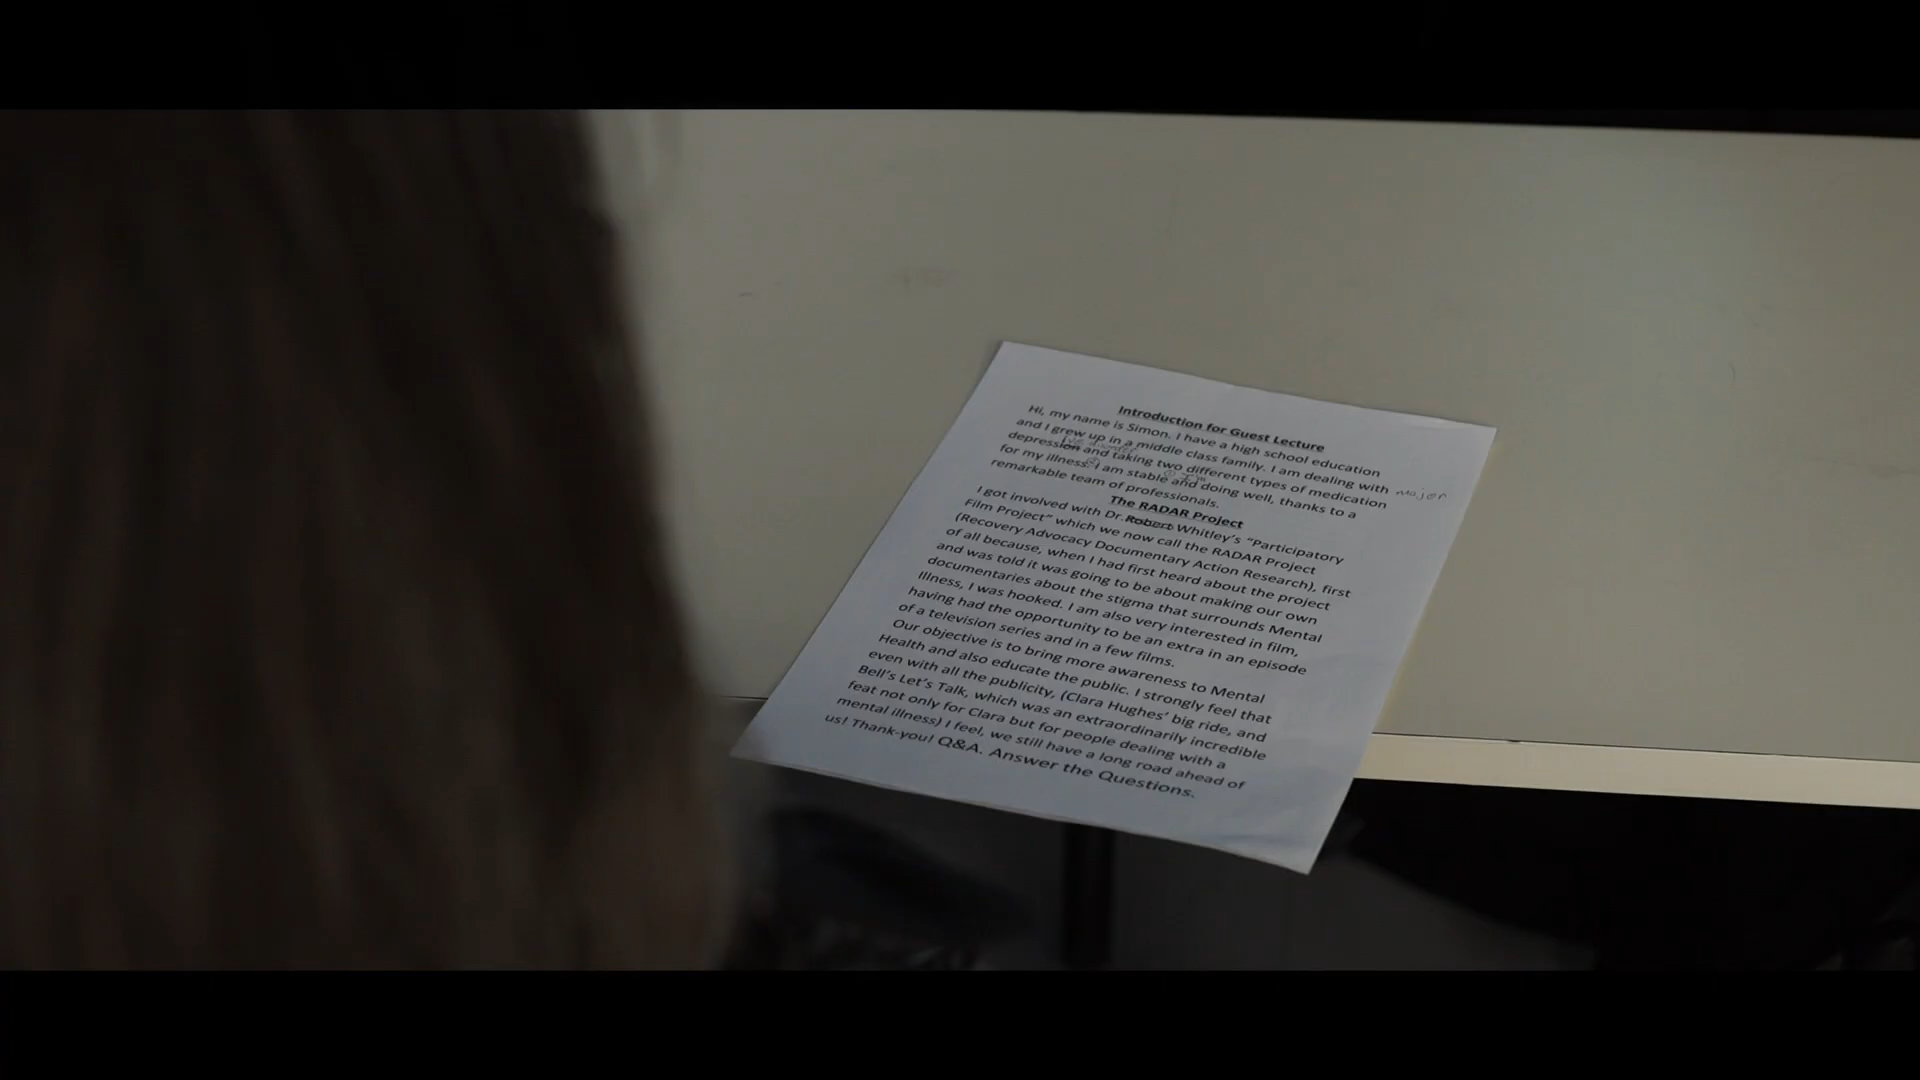 Introduction for Guest Lecture
Hi, my name is Simon. I have a high school education
and I grew up in a middle class family. I am dealing with major
depression and taking two different types of medication
for my illness. I am stable and doing well, thanks to a
remarkable team of professionals.
The RADAR Project
I got involved with Dr. Robert Whitley's "Participatory
Film Project" which we now call the RADAR Project
(Recovery Advocacy Documentary Action Research), first
of all because, when I had first heard about the project
and was told it was going to be about making our own
documentaries about the stigma that surrounds Mental
Illness, I was hooked. I am also very interested in film,
having had the opportunity to be an extra in an episode
of a television series and in a few films.
Our objective is to bring more awareness to Mental
Health and also educate the public. I strongly feel that
even with all the publicity, (Clara Hughes' big ride, and
Bell's Let's Talk, which was an extraordinarily incredible
feat not only for Clara but for people dealing with a
mental illness) I feel, we still have a long road ahead of
us! Thank-you! Q&A. Answer the Questions.